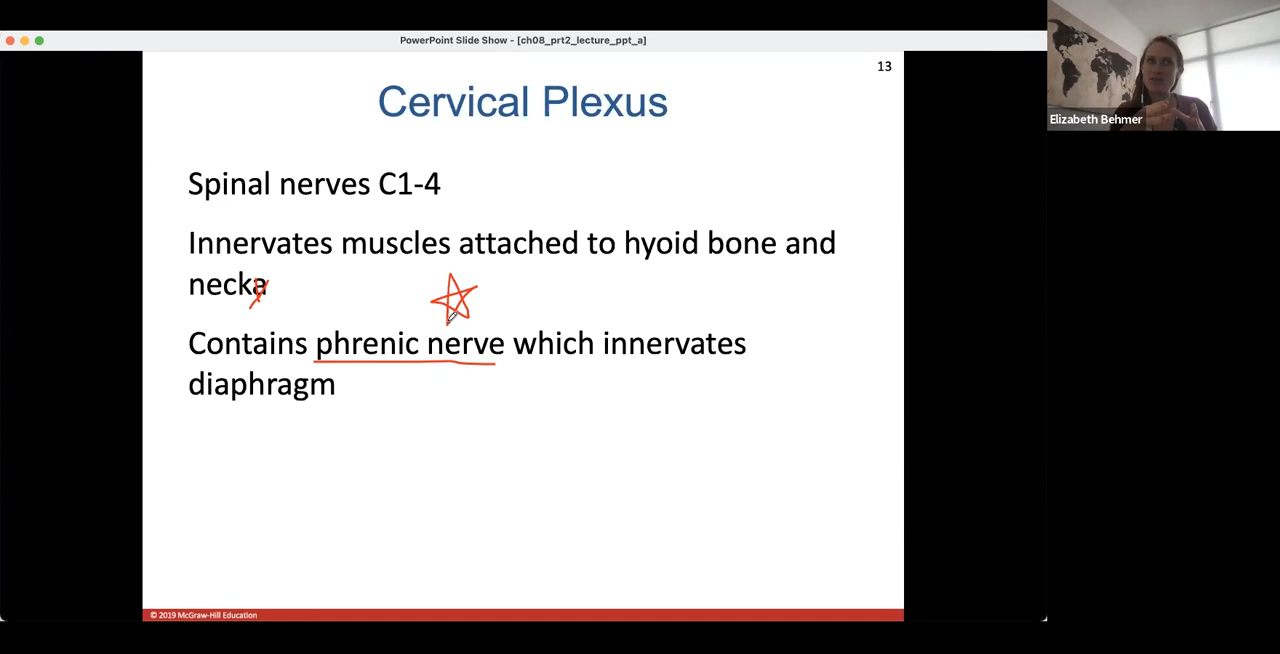 PowerPoint Slide Show - [ch08_prt2_lecture_ppt_a]
13
Elizabeth Behmer
Cervical Plexus
Spinal nerves C1-4
Innervates muscles attached to hyoid bone and
necka
Contains phrenic nerve which innervates
diaphragm
© 2019 McGraw-Hill Education